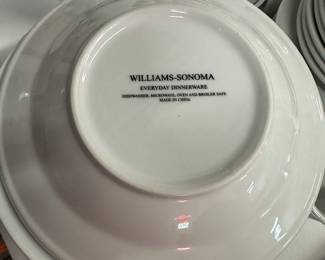 WILLIAMS-SONOMA
EVERYDAY DINNERWARE
DISHWASHER, MICROWAVE, OVEN AND BROILER SAFE
MADE IN CHINA